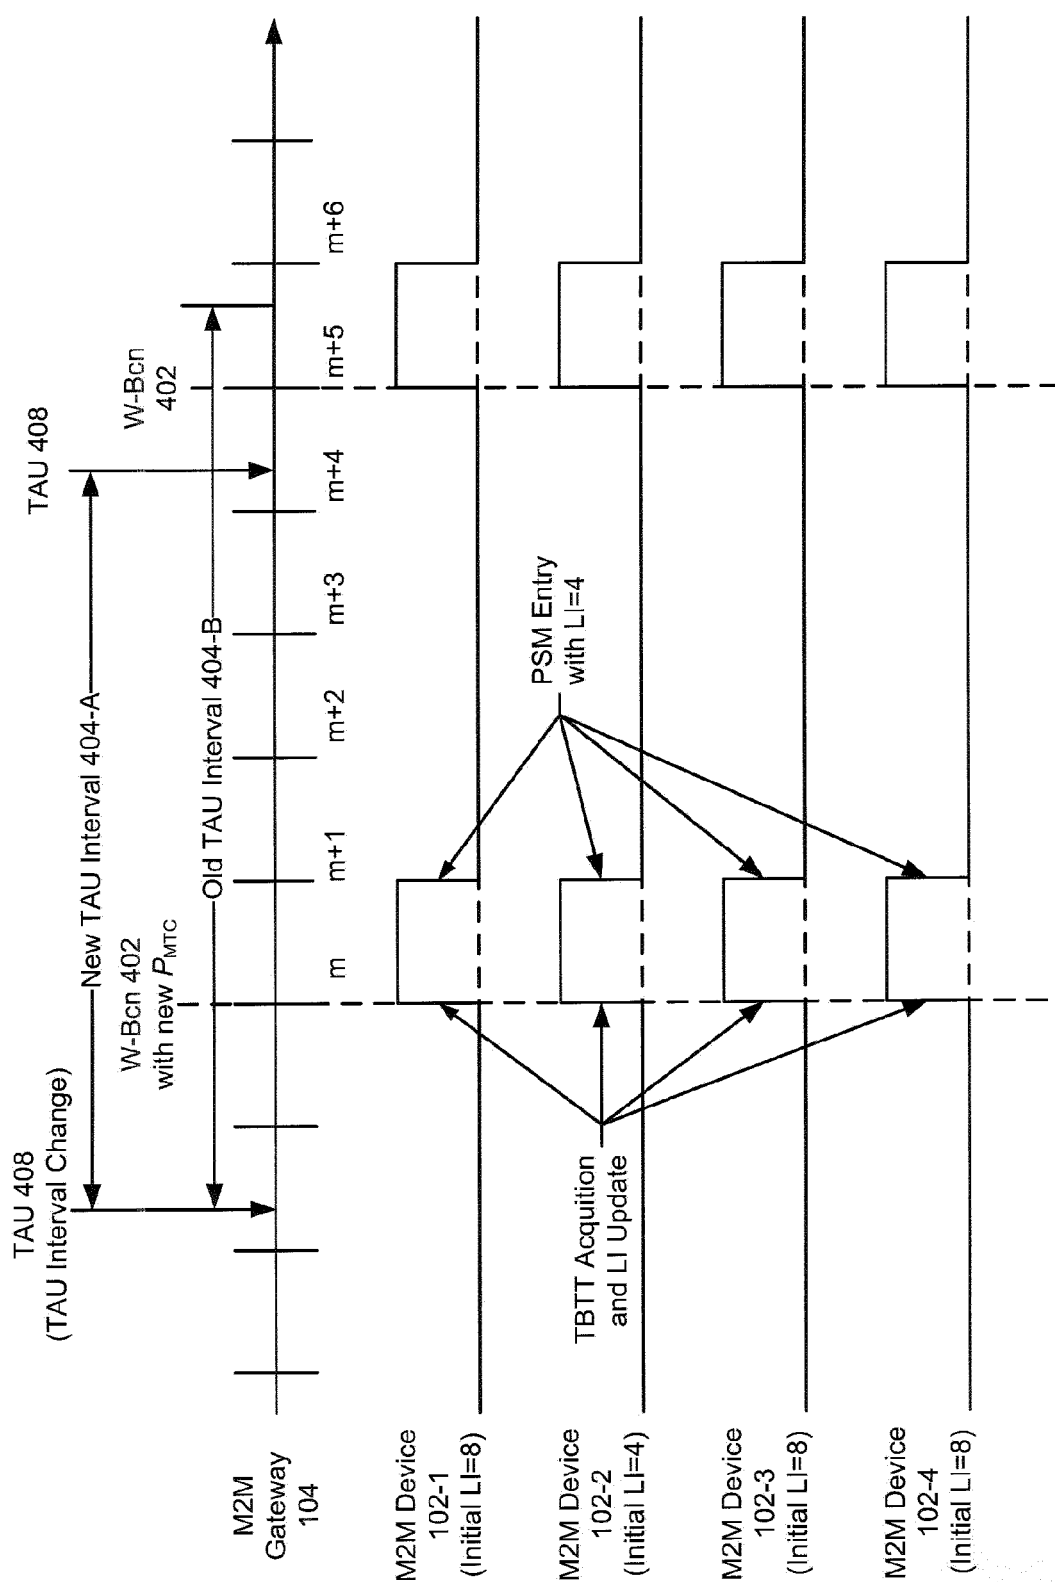 TAU 408
(TAU Interval Change)
TAU 408
New TAU Interval 404-A
W-Bcn 402
with new PMTC
W-Bcn
402
Old TAU Interval 404-B
M2M
Gateway
104
m
m+1
m+2
m+3
m+4
m+5
m+6
M2M Device
102-1
(Initial LI=8)
PSM Entry
with LI=4
M2M Device
102-2
(Initial LI=4)
TBTT Acquition
and LI Update
M2M Device
102-3
(Initial LI=8)
M2M Device
102-4
(Initial LI=8)